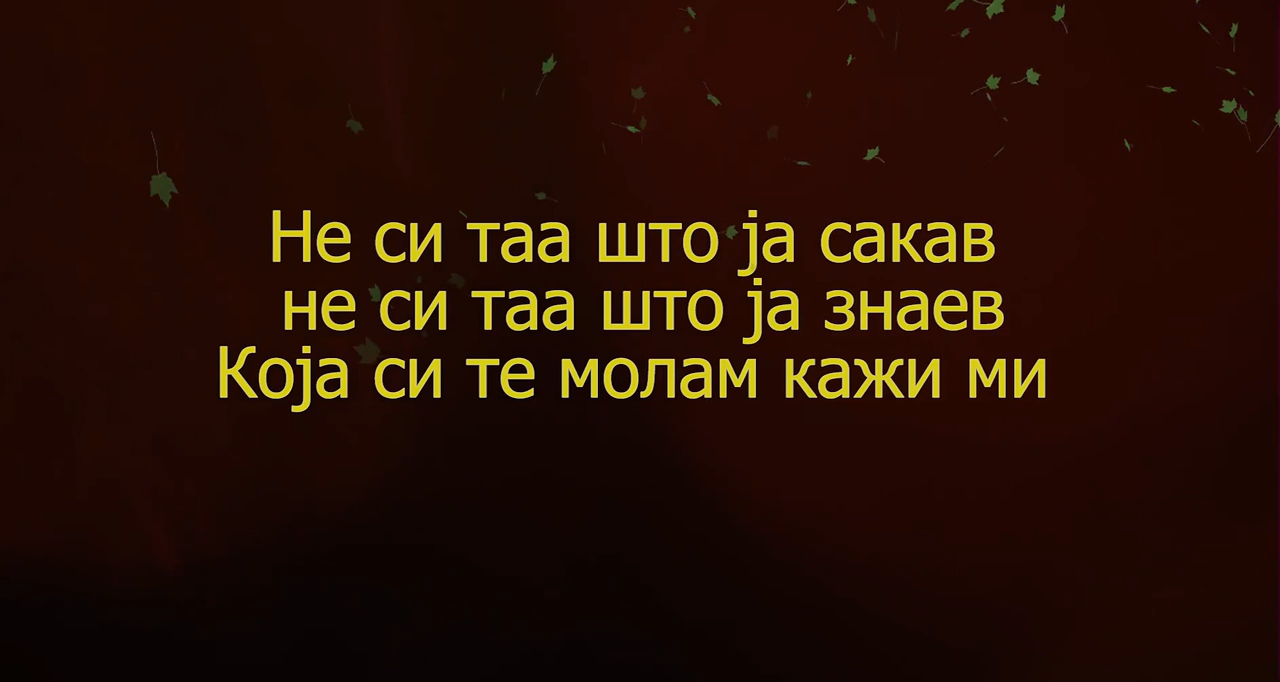 Не си таа што ја сакав
не си таа што ја знаев
Која си те молам кажи ми